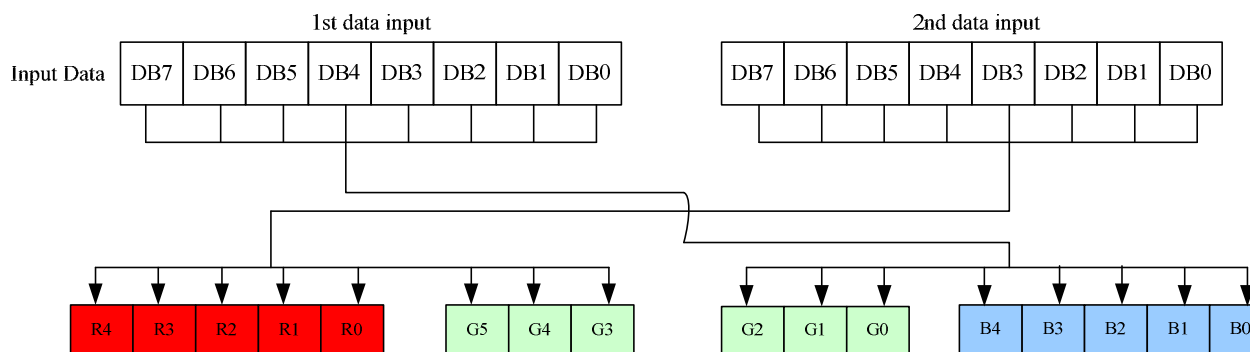 1st data input 2nd data input
Input Data DB7 DB6 DB5 DB4 DB3 DB2 DB1 DB0 DB7 DB6 DB5 DB4 DB3 DB2 DB1 DB0
R4 R3 R2 R1 R0 G5 G4 G3 G2 G1 G0 B4 B3 B2 B1 B0